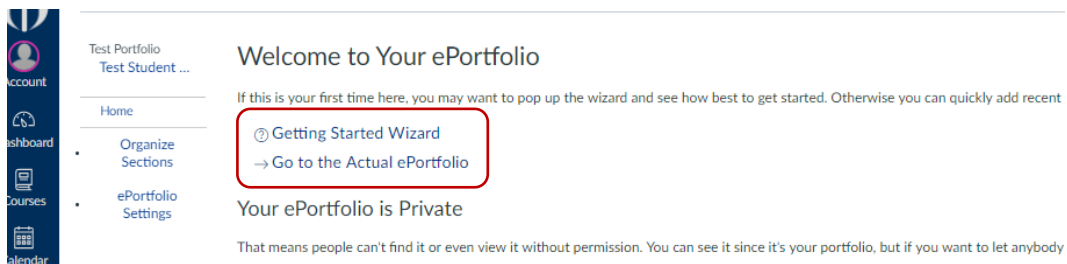 Account
Dashboard
Courses
Calendar
Test Portfolio
Test Student ...
Home
Organize
Sections
ePortfolio
Settings
Welcome to Your ePortfolio
If this is your first time here, you may want to pop up the wizard and see how best to get started. Otherwise you can quickly add recent
Getting Started Wizard
→ Go to the Actual ePortfolio
Your ePortfolio is Private
That means people can't find it or even view it without permission. You can see it since it's your portfolio, but if you want to let anybody